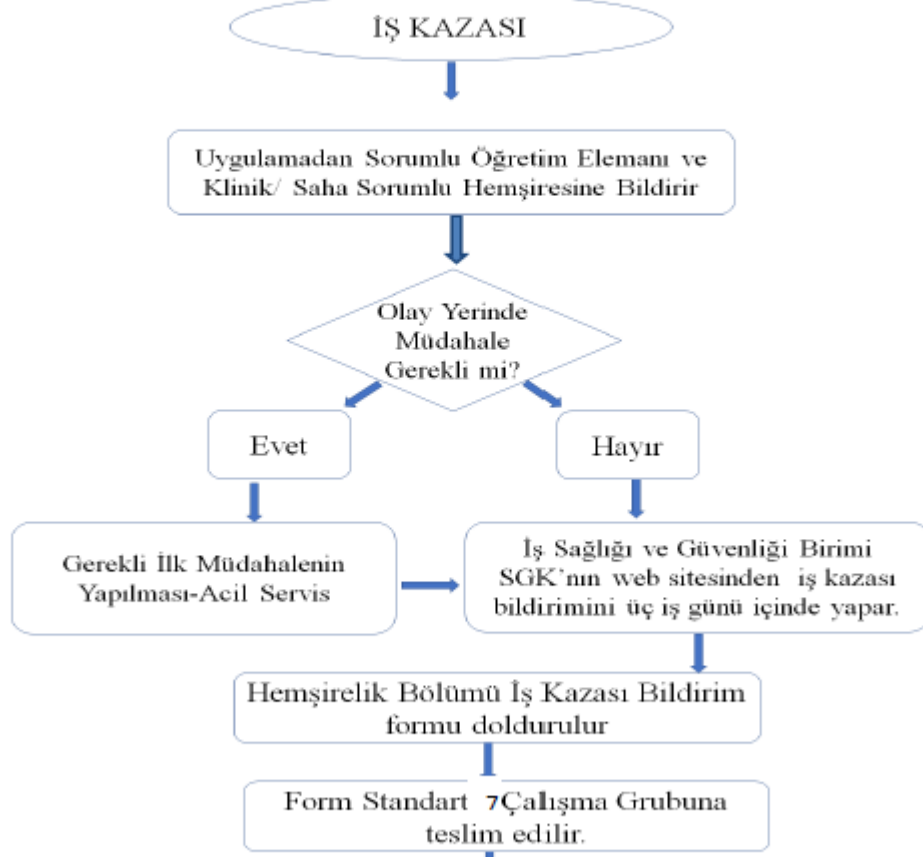 İŞ KAZASI
Uygulamadan Sorumlu Öğretim Elemanı ve
Klinik/ Saha Sorumlu Hemşiresine Bildirir
Olay Yerinde
Müdahale
Gerekli mi?
Evet
Hayır
Gerekli İlk Müdahalenin
Yapılması-Acil Servis
İş Sağlığı ve Güvenliği Birimi
SGK’nın web sitesinden iş kazası
bildirimini üç iş günü içinde yapar.
Hemşirelik Bölümü İş Kazası Bildirim
formu doldurulur
Form Standart 7Çalışma Grubuna
teslim edilir.